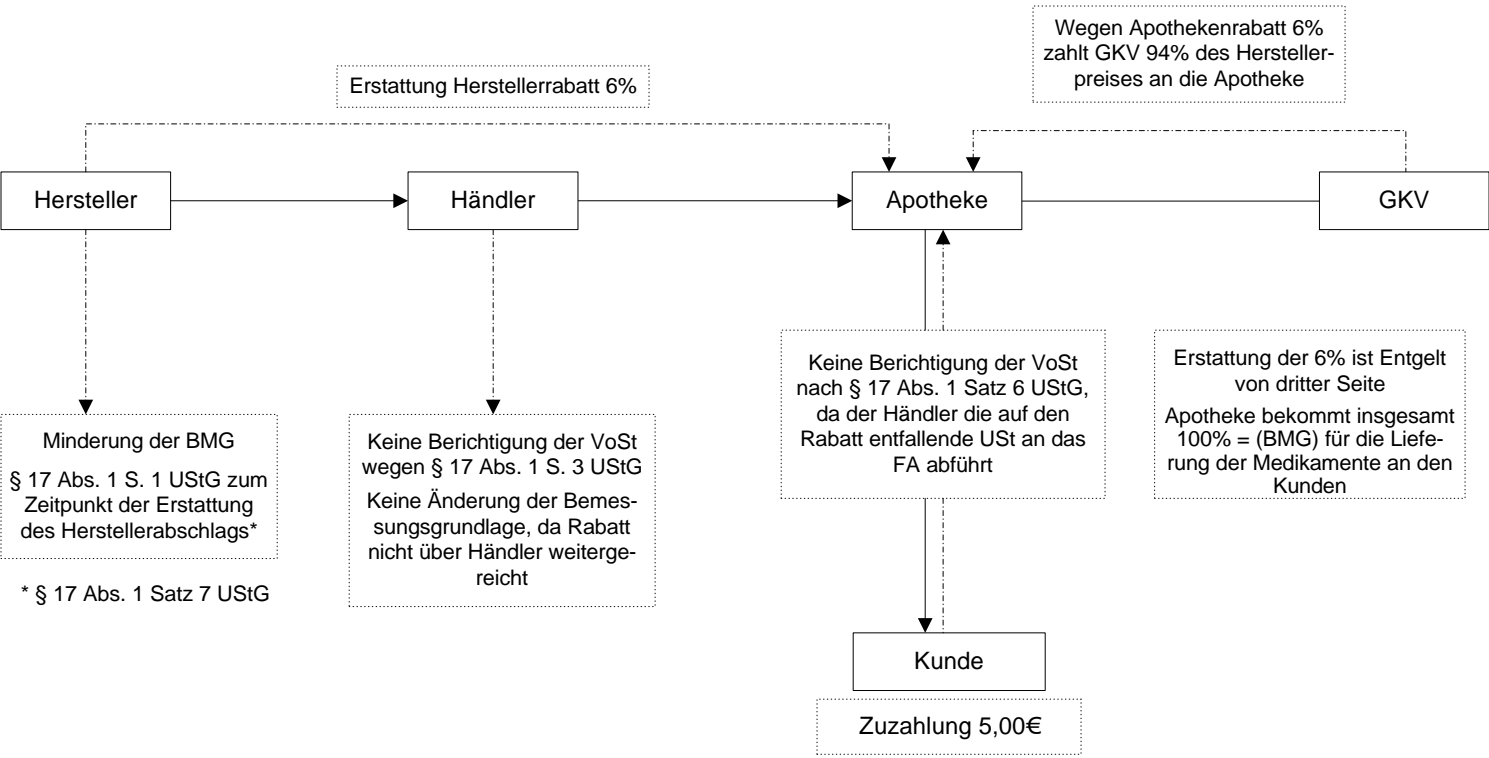 Wegen Apothekenrabatt 6%
zahlt GKV 94% des Hersteller-
preises an die Apotheke
Erstattung Herstellerrabatt 6%
Hersteller
Händler
Apotheke
GKV
Minderung der BMG
§ 17 Abs. 1 S. 1 UStG zum
Zeitpunkt der Erstattung
des Herstellerabschlags*
* § 17 Abs. 1 Satz 7 UStG
Keine Berichtigung der VoSt
wegen § 17 Abs. 1 S. 3 UStG
Keine Änderung der Bemes-
sungsgrundlage, da Rabatt
nicht über Händler weiterge-
reicht
Keine Berichtigung der VoSt
nach § 17 Abs. 1 Satz 6 UStG,
da der Händler die auf den
Rabatt entfallende USt an das
FA abführt
Erstattung der 6% ist Entgelt
von dritter Seite
Apotheke bekommt insgesamt
100% = (BMG) für die Liefe-
rung der Medikamente an den
Kunden
Kunde
Zuzahlung 5,00€